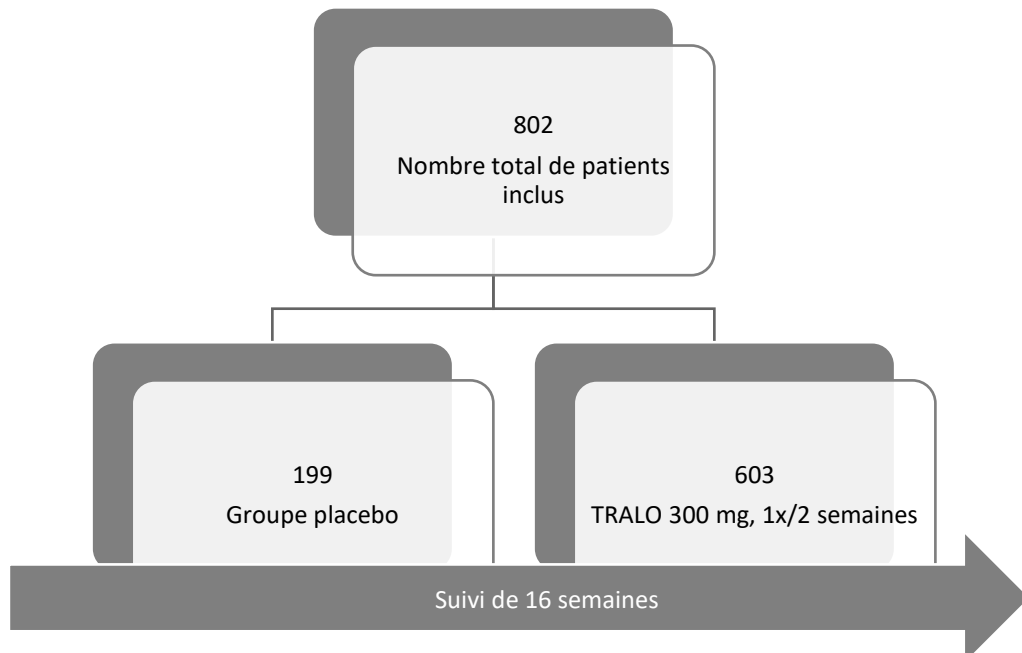 802
Nombre total de patients
inclus
199
Groupe placebo
603
TRALO 300 mg, 1x/2 semaines
Suivi de 16 semaines